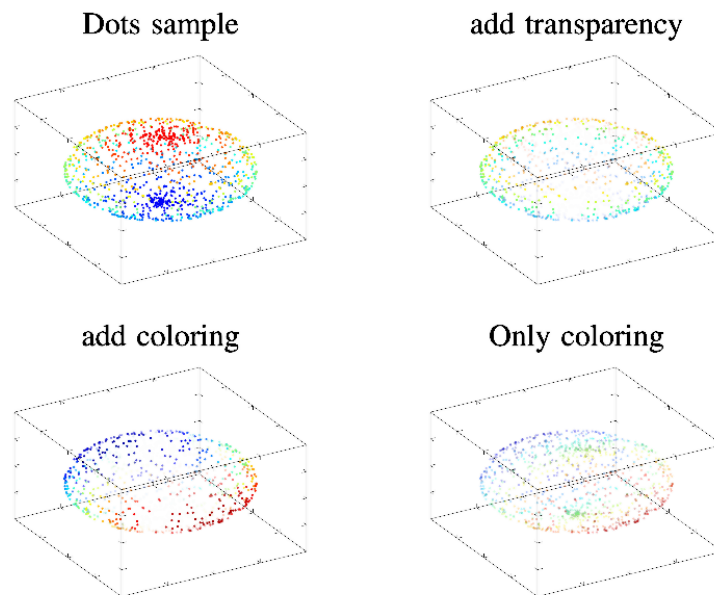 Dots sample
add transparency
add coloring
Only coloring